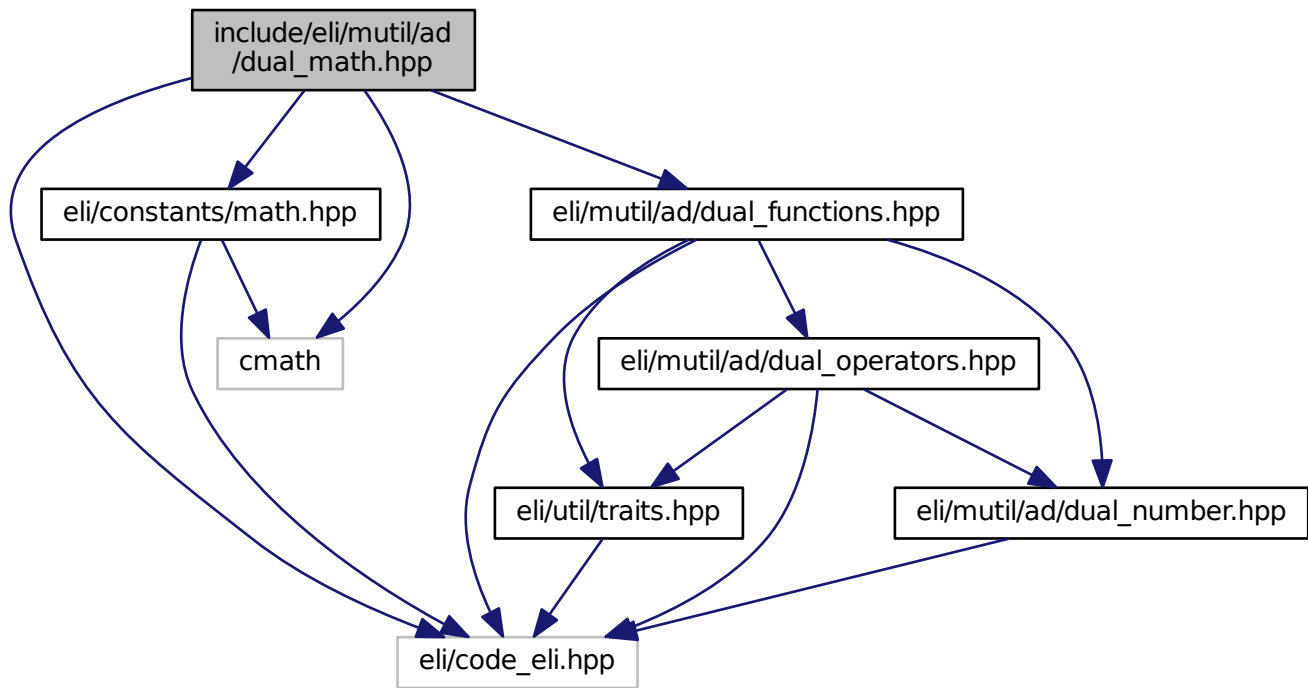 include/eli/mutil/ad
/dual_math.hpp
eli/constants/math.hpp
eli/mutil/ad/dual_functions.hpp
cmath
eli/mutil/ad/dual_operators.hpp
eli/util/traits.hpp
eli/mutil/ad/dual_number.hpp
eli/code_eli.hpp